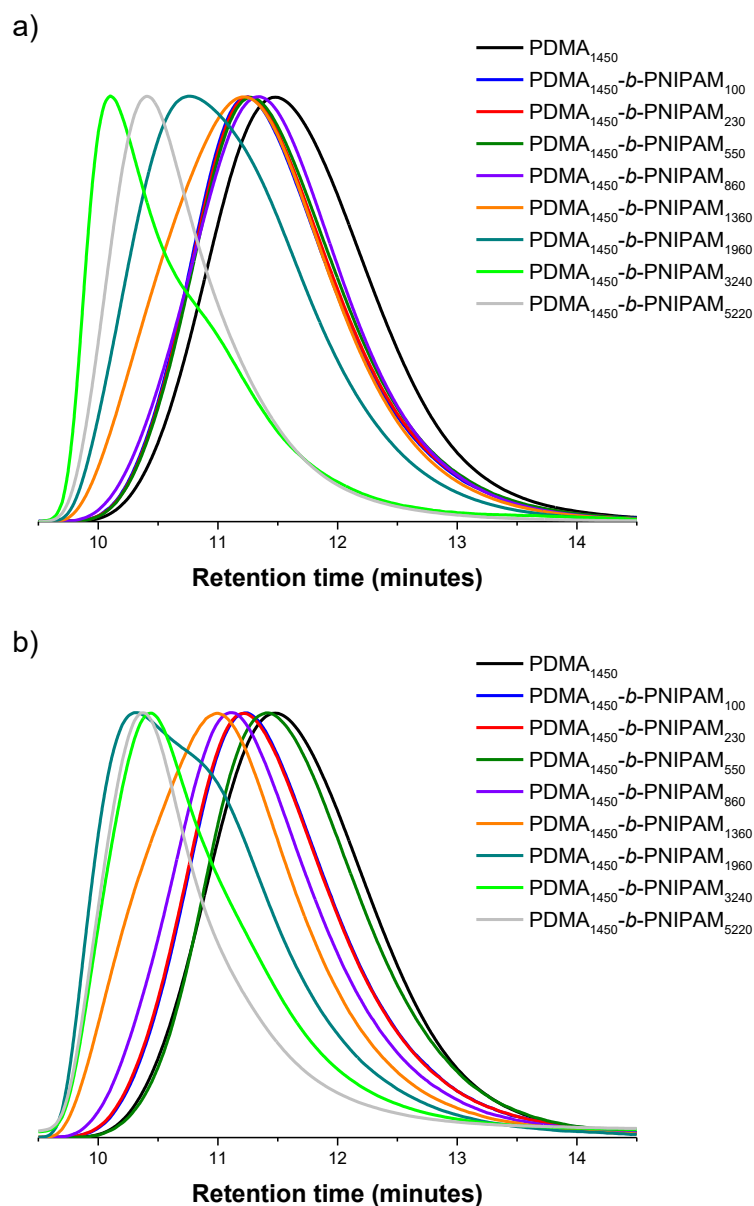 a)
PDMA₁₄₅₀
PDMA₁₄₅₀-b-PNIPAM₁₀₀
PDMA₁₄₅₀-b-PNIPAM₂₃₀
PDMA₁₄₅₀-b-PNIPAM₅₅₀
PDMA₁₄₅₀-b-PNIPAM₈₆₀
PDMA₁₄₅₀-b-PNIPAM₁₃₆₀
PDMA₁₄₅₀-b-PNIPAM₁₉₆₀
PDMA₁₄₅₀-b-PNIPAM₃₂₄₀
PDMA₁₄₅₀-b-PNIPAM₅₂₂₀
10 11 12 13 14
Retention time (minutes)
b)
PDMA₁₄₅₀
PDMA₁₄₅₀-b-PNIPAM₁₀₀
PDMA₁₄₅₀-b-PNIPAM₂₃₀
PDMA₁₄₅₀-b-PNIPAM₅₅₀
PDMA₁₄₅₀-b-PNIPAM₈₆₀
PDMA₁₄₅₀-b-PNIPAM₁₃₆₀
PDMA₁₄₅₀-b-PNIPAM₁₉₆₀
PDMA₁₄₅₀-b-PNIPAM₃₂₄₀
PDMA₁₄₅₀-b-PNIPAM₅₂₂₀
10 11 12 13 14
Retention time (minutes)